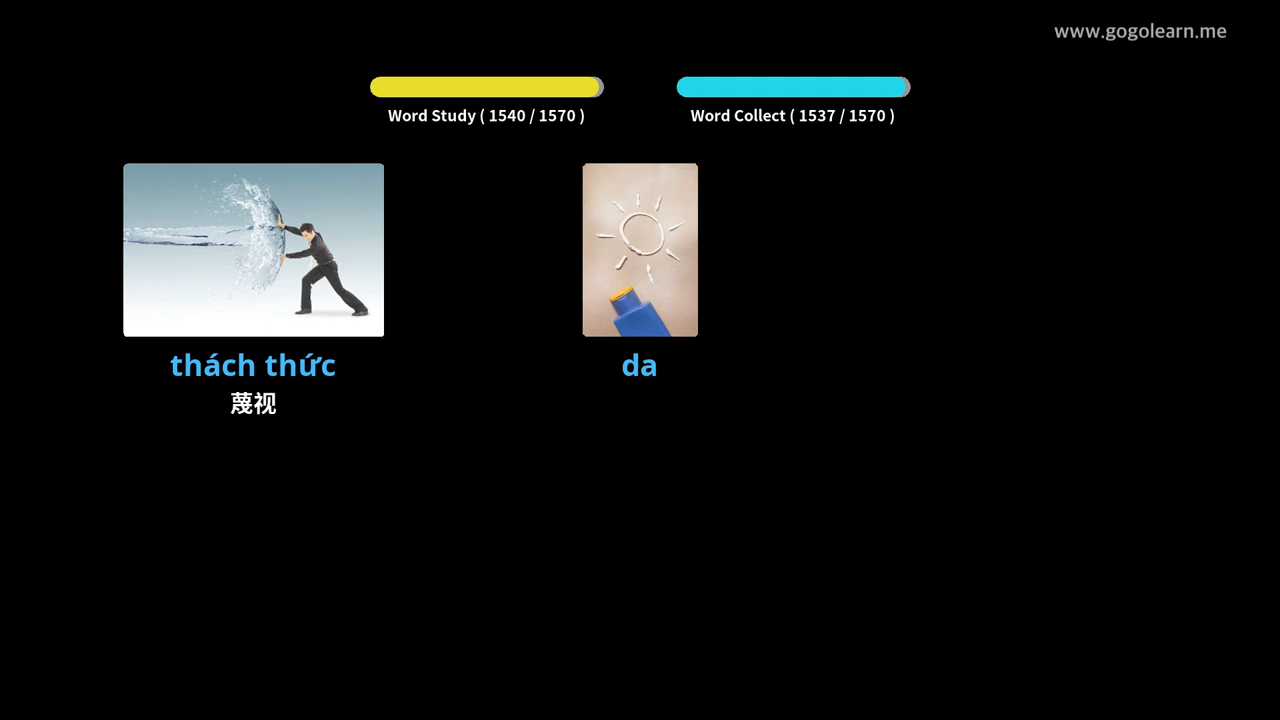 www.gogolearn.me
Word Study ( 1540 / 1570 )
Word Collect ( 1537 / 1570 )
thách thức
蔑视
da